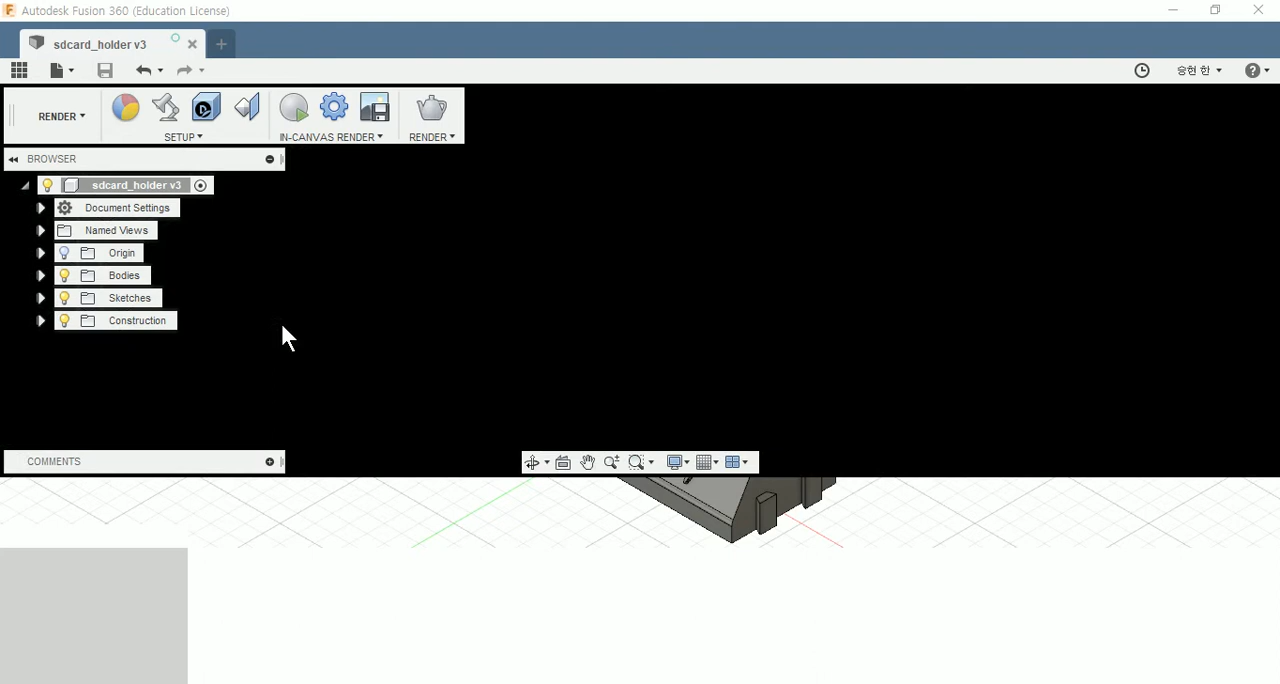 Autodesk Fusion 360 (Education License)
sdcard_holder v3
승현 한
RENDER
SETUP
IN-CANVAS RENDER
RENDER
BROWSER
sdcard_holder v3
Document Settings
Named Views
Origin
Bodies
Sketches
Construction
COMMENTS